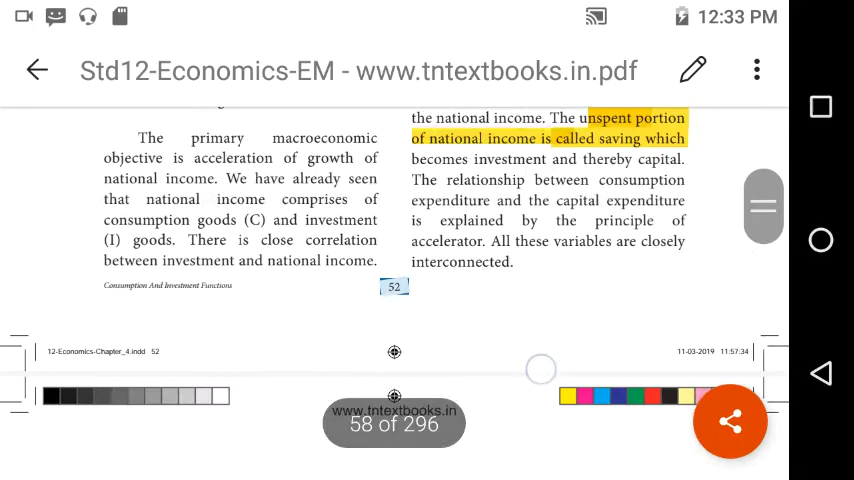 12:33 PM
Std12-Economics-EM - www.tntextbooks.in.pdf
The primary macroeconomic
objective is acceleration of growth of
national income. We have already seen
that national income comprises of
consumption goods (C) and investment
(I) goods. There is close correlation
between investment and national income.
the national income. The unspent portion
of national income is called saving which
becomes investment and thereby capital.
The relationship between consumption
expenditure and the capital expenditure
is explained by the principle of
accelerator. All these variables are closely
interconnected.
Consumption And Investment Functions
52
12-Economics-Chapter_4.indd 52
11-03-2019 11:57:34
www.tntextbooks.in
58 of 296